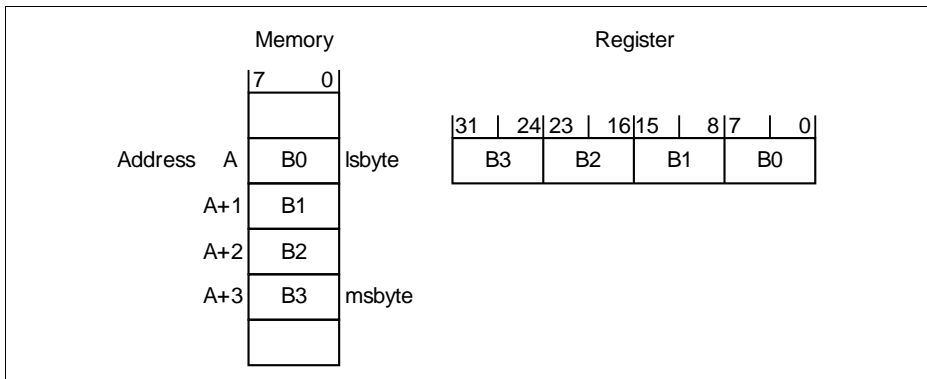 Memory
Register
7 0
31 24 23 16 15 8 7 0
Address A B0 lsbyte
B3 B2 B1 B0
A+1 B1
A+2 B2
A+3 B3 msbyte